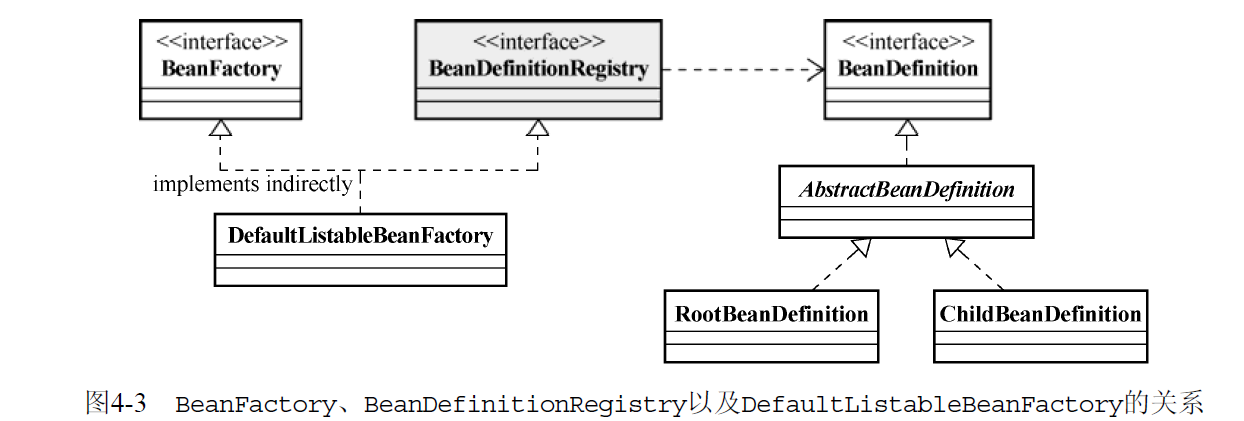 <<interface>>
BeanFactory
<<interface>>
BeanDefinitionRegistry
<<interface>>
BeanDefinition
implements indirectly
AbstractBeanDefinition
DefaultListableBeanFactory
RootBeanDefinition
ChildBeanDefinition
图4-3 BeanFactory、BeanDefinitionRegistry以及DefaultListableBeanFactory的关系